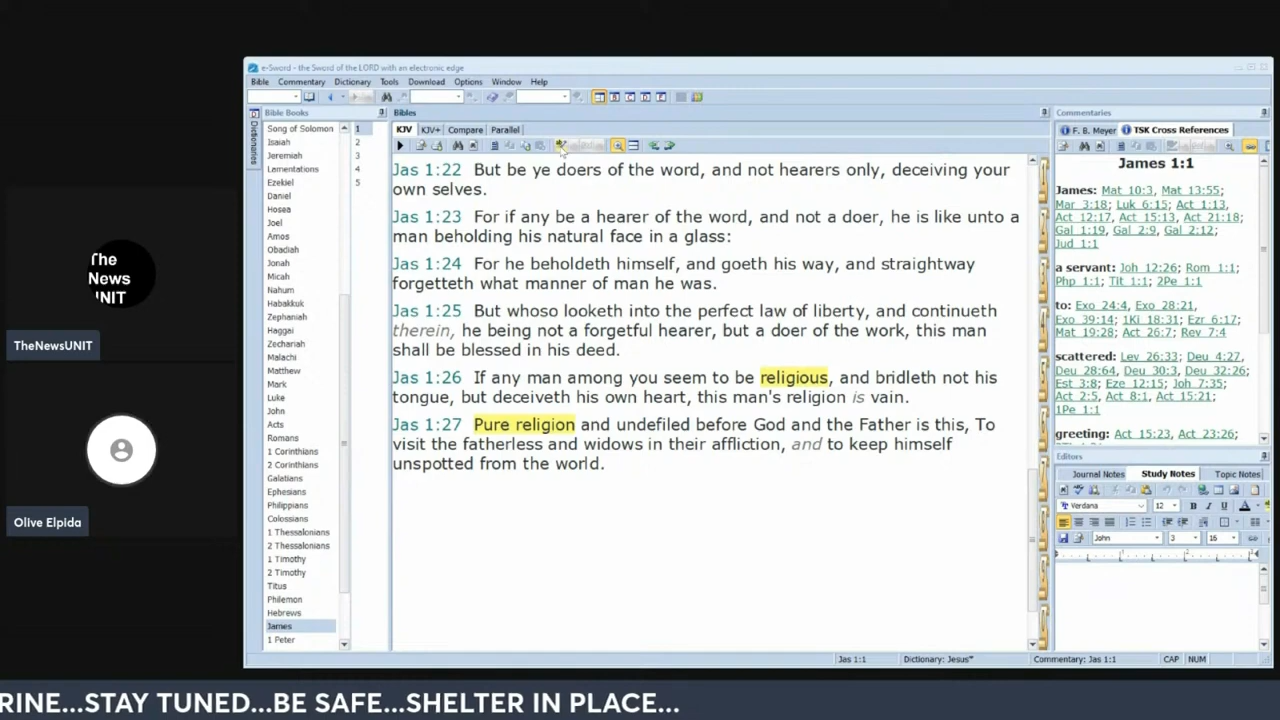 The
News
UNIT
TheNewsUNIT
Olive Elpida
e-Sword - the Sword of the LORD with an electronic edge
Bible Commentary Dictionary Tools Download Options Window Help
Dictionaries
Bible Books
Song of Solomon
Isaiah
Jeremiah
Lamentations
Ezekiel
Daniel
Hosea
Joel
Amos
Obadiah
Jonah
Micah
Nahum
Habakkuk
Zephaniah
Haggai
Zechariah
Malachi
Matthew
Mark
Luke
John
Acts
Romans
1 Corinthians
2 Corinthians
Galatians
Ephesians
Philippians
Colossians
1 Thessalonians
2 Thessalonians
1 Timothy
2 Timothy
Titus
Philemon
Hebrews
James
1 Peter
1
2
3
4
5
Bibles
KJV KJV+ Compare Parallel
Jas 1:22 But be ye doers of the word, and not hearers only, deceiving your
own selves.
Jas 1:23 For if any be a hearer of the word, and not a doer, he is like unto a
man beholding his natural face in a glass:
Jas 1:24 For he beholdeth himself, and goeth his way, and straightway
forgetteth what manner of man he was.
Jas 1:25 But whoso looketh into the perfect law of liberty, and continueth
therein, he being not a forgetful hearer, but a doer of the work, this man
shall be blessed in his deed.
Jas 1:26 If any man among you seem to be religious, and bridleth not his
tongue, but deceiveth his own heart, this man's religion is vain.
Jas 1:27 Pure religion and undefiled before God and the Father is this, To
visit the fatherless and widows in their affliction, and to keep himself
unspotted from the world.
Commentaries
F. B. Meyer TSK Cross References
James 1:1
James: Mat 10:3, Mat 13:55,
Mar 3:18; Luk 6:15; Act 1:13,
Act 12:17, Act 15:13, Act 21:18;
Gal 1:19, Gal 2:9, Gal 2:12;
Jud 1:1
a servant: Joh 12:26; Rom 1:1;
Php 1:1; Tit 1:1; 2Pe 1:1
to: Exo 24:4, Exo 28:21,
Exo 39:14; 1Ki 18:31; Ezr 6:17;
Mat 19:28; Act 26:7; Rev 7:4
scattered: Lev 26:33; Deu 4:27,
Deu 28:64, Deu 30:3, Deu 32:26;
Est 3:8; Eze 12:15; Joh 7:35;
Act 2:5, Act 8:1, Act 15:21;
1Pe 1:1
greeting: Act 15:23, Act 23:26;
Editors
Journal Notes Study Notes Topic Notes
Verdana 12 B I U A
John 3 16
Jas 1:1 Dictionary: Jesus* Commentary: Jas 1:1 CAP NUM
RINE...STAY TUNED...BE SAFE...SHELTER IN PLACE...